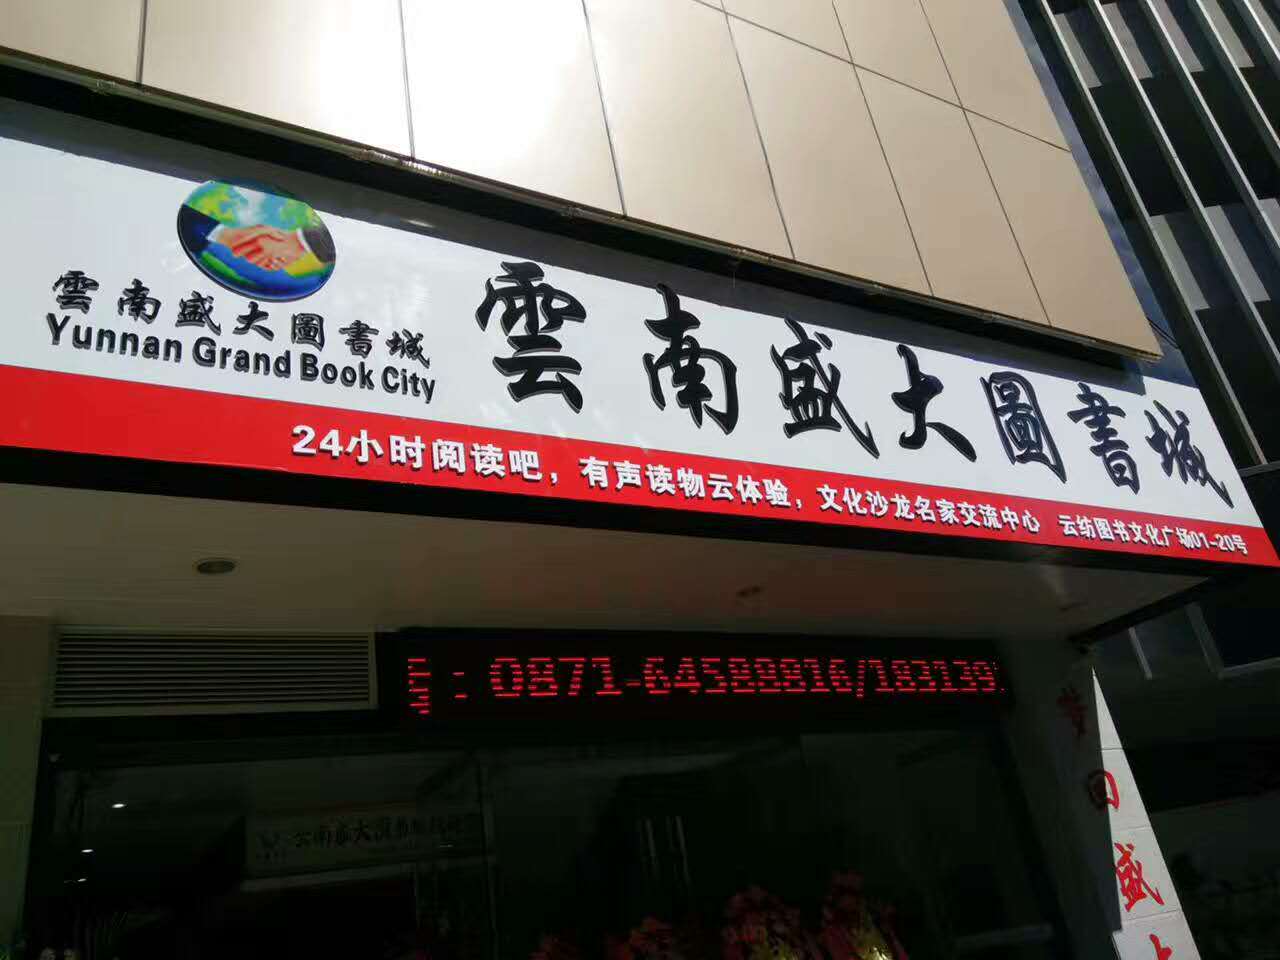 雲南盛大圖書城
Yunnan Grand Book City
雲南盛大圖書城
24小时阅读吧，有声读物云体验，文化沙龙名家交流中心 云纺图书文化广场01-20号
：0871-64588816/183139
回盛大